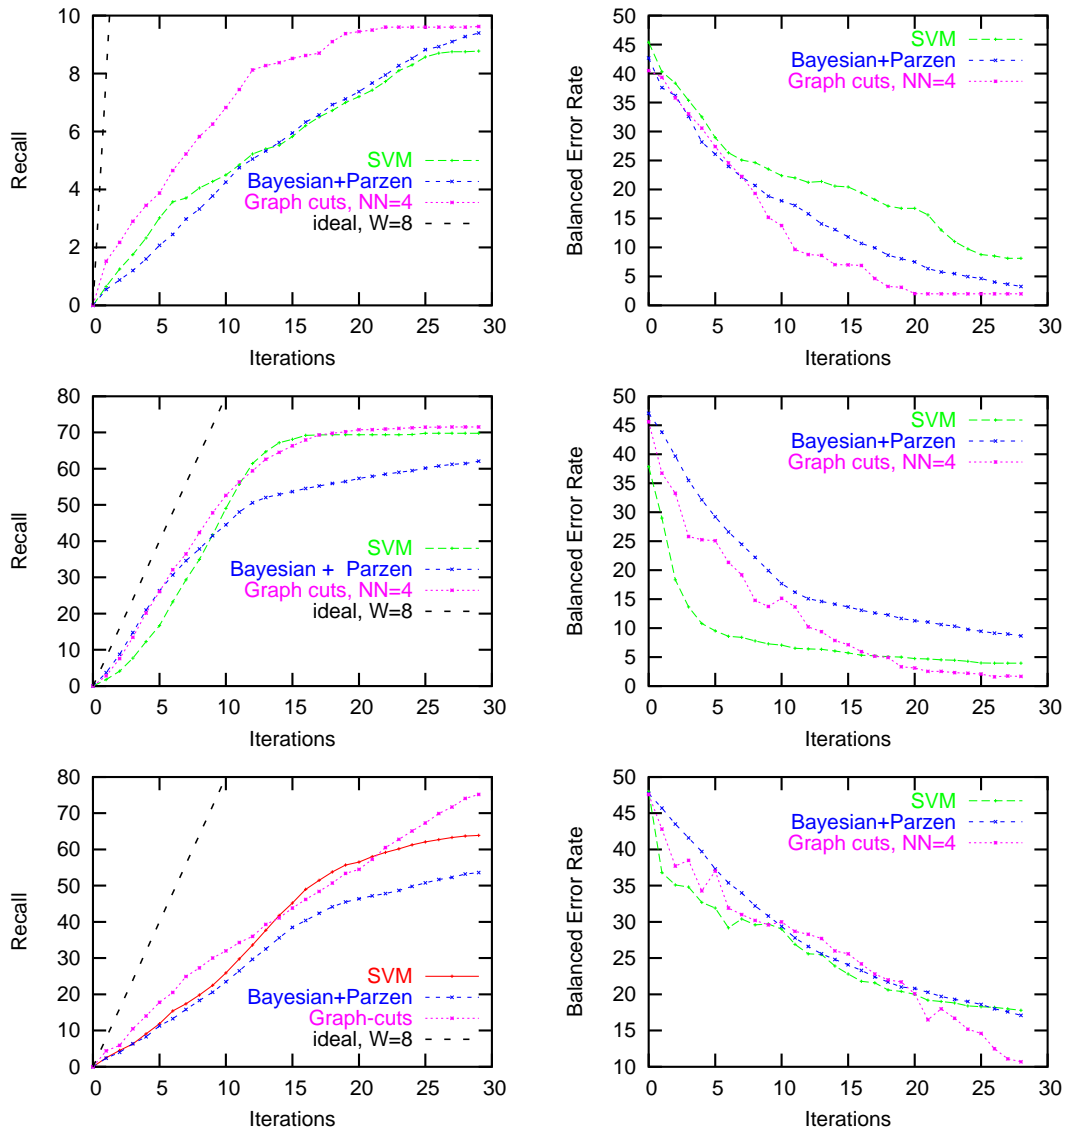 Recall
10
8
6
4
2
0
SVM
Bayesian+Parzen
Graph cuts, NN=4
ideal, W=8
0 5 10 15 20 25 30
Iterations
Balanced Error Rate
50
45
40
35
30
25
20
15
10
5
0
SVM
Bayesian+Parzen
Graph cuts, NN=4
0 5 10 15 20 25 30
Iterations
Recall
80
70
60
50
40
30
20
10
0
SVM
Bayesian + Parzen
Graph cuts, NN=4
ideal, W=8
0 5 10 15 20 25 30
Iterations
Balanced Error Rate
50
45
40
35
30
25
20
15
10
5
0
SVM
Bayesian+Parzen
Graph cuts, NN=4
0 5 10 15 20 25 30
Iterations
Recall
80
70
60
50
40
30
20
10
0
SVM
Bayesian+Parzen
Graph-cuts
ideal, W=8
0 5 10 15 20 25 30
Iterations
Balanced Error Rate
50
45
40
35
30
25
20
15
10
SVM
Bayesian+Parzen
Graph cuts, NN=4
0 5 10 15 20 25 30
Iterations